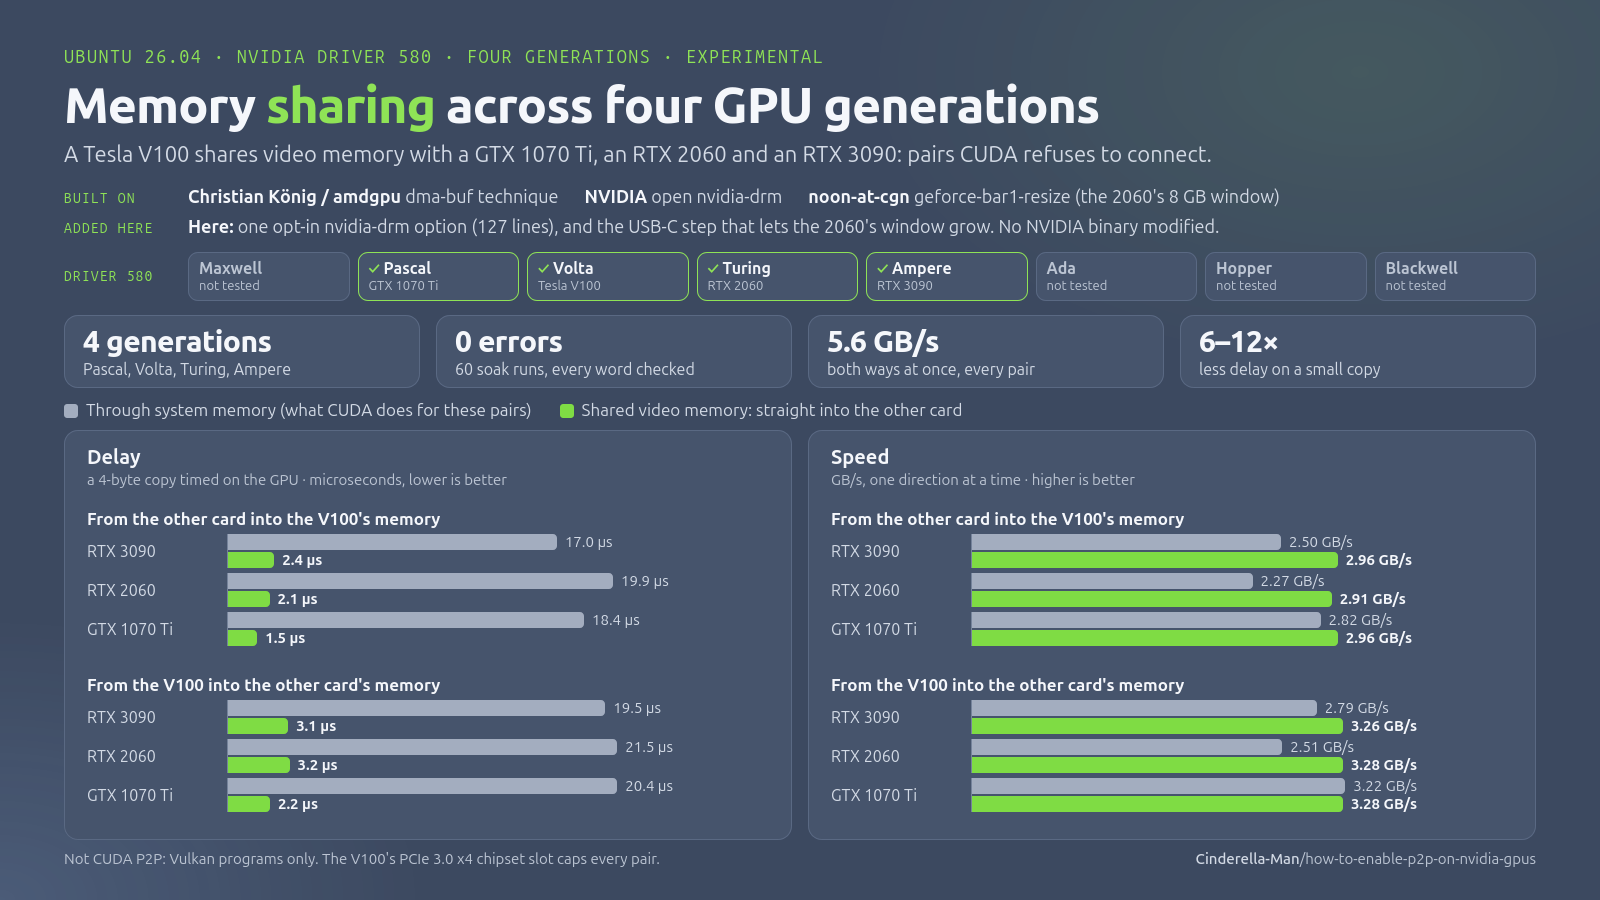 UBUNTU 26.04 · NVIDIA DRIVER 580 · FOUR GENERATIONS · EXPERIMENTAL
Memory sharing across four GPU generations
A Tesla V100 shares video memory with a GTX 1070 Ti, an RTX 2060 and an RTX 3090: pairs CUDA refuses to connect.
BUILT ON Christian König / amdgpu dma-buf technique NVIDIA open nvidia-drm noon-at-cgn geforce-bar1-resize (the 2060's 8 GB window)
ADDED HERE Here: one opt-in nvidia-drm option (127 lines), and the USB-C step that lets the 2060's window grow. No NVIDIA binary modified.
DRIVER 580
Maxwell
not tested
✓ Pascal
GTX 1070 Ti
✓ Volta
Tesla V100
✓ Turing
RTX 2060
✓ Ampere
RTX 3090
Ada
not tested
Hopper
not tested
Blackwell
not tested
4 generations
Pascal, Volta, Turing, Ampere
0 errors
60 soak runs, every word checked
5.6 GB/s
both ways at once, every pair
6–12×
less delay on a small copy
Through system memory (what CUDA does for these pairs) Shared video memory: straight into the other card
Delay
a 4-byte copy timed on the GPU · microseconds, lower is better
From the other card into the V100's memory
RTX 3090
17.0 µs
2.4 µs
RTX 2060
19.9 µs
2.1 µs
GTX 1070 Ti
18.4 µs
1.5 µs
From the V100 into the other card's memory
RTX 3090
19.5 µs
3.1 µs
RTX 2060
21.5 µs
3.2 µs
GTX 1070 Ti
20.4 µs
2.2 µs
Speed
GB/s, one direction at a time · higher is better
From the other card into the V100's memory
RTX 3090
2.50 GB/s
2.96 GB/s
RTX 2060
2.27 GB/s
2.91 GB/s
GTX 1070 Ti
2.82 GB/s
2.96 GB/s
From the V100 into the other card's memory
RTX 3090
2.79 GB/s
3.26 GB/s
RTX 2060
2.51 GB/s
3.28 GB/s
GTX 1070 Ti
3.22 GB/s
3.28 GB/s
Not CUDA P2P: Vulkan programs only. The V100's PCIe 3.0 x4 chipset slot caps every pair.
Cinderella-Man/how-to-enable-p2p-on-nvidia-gpus